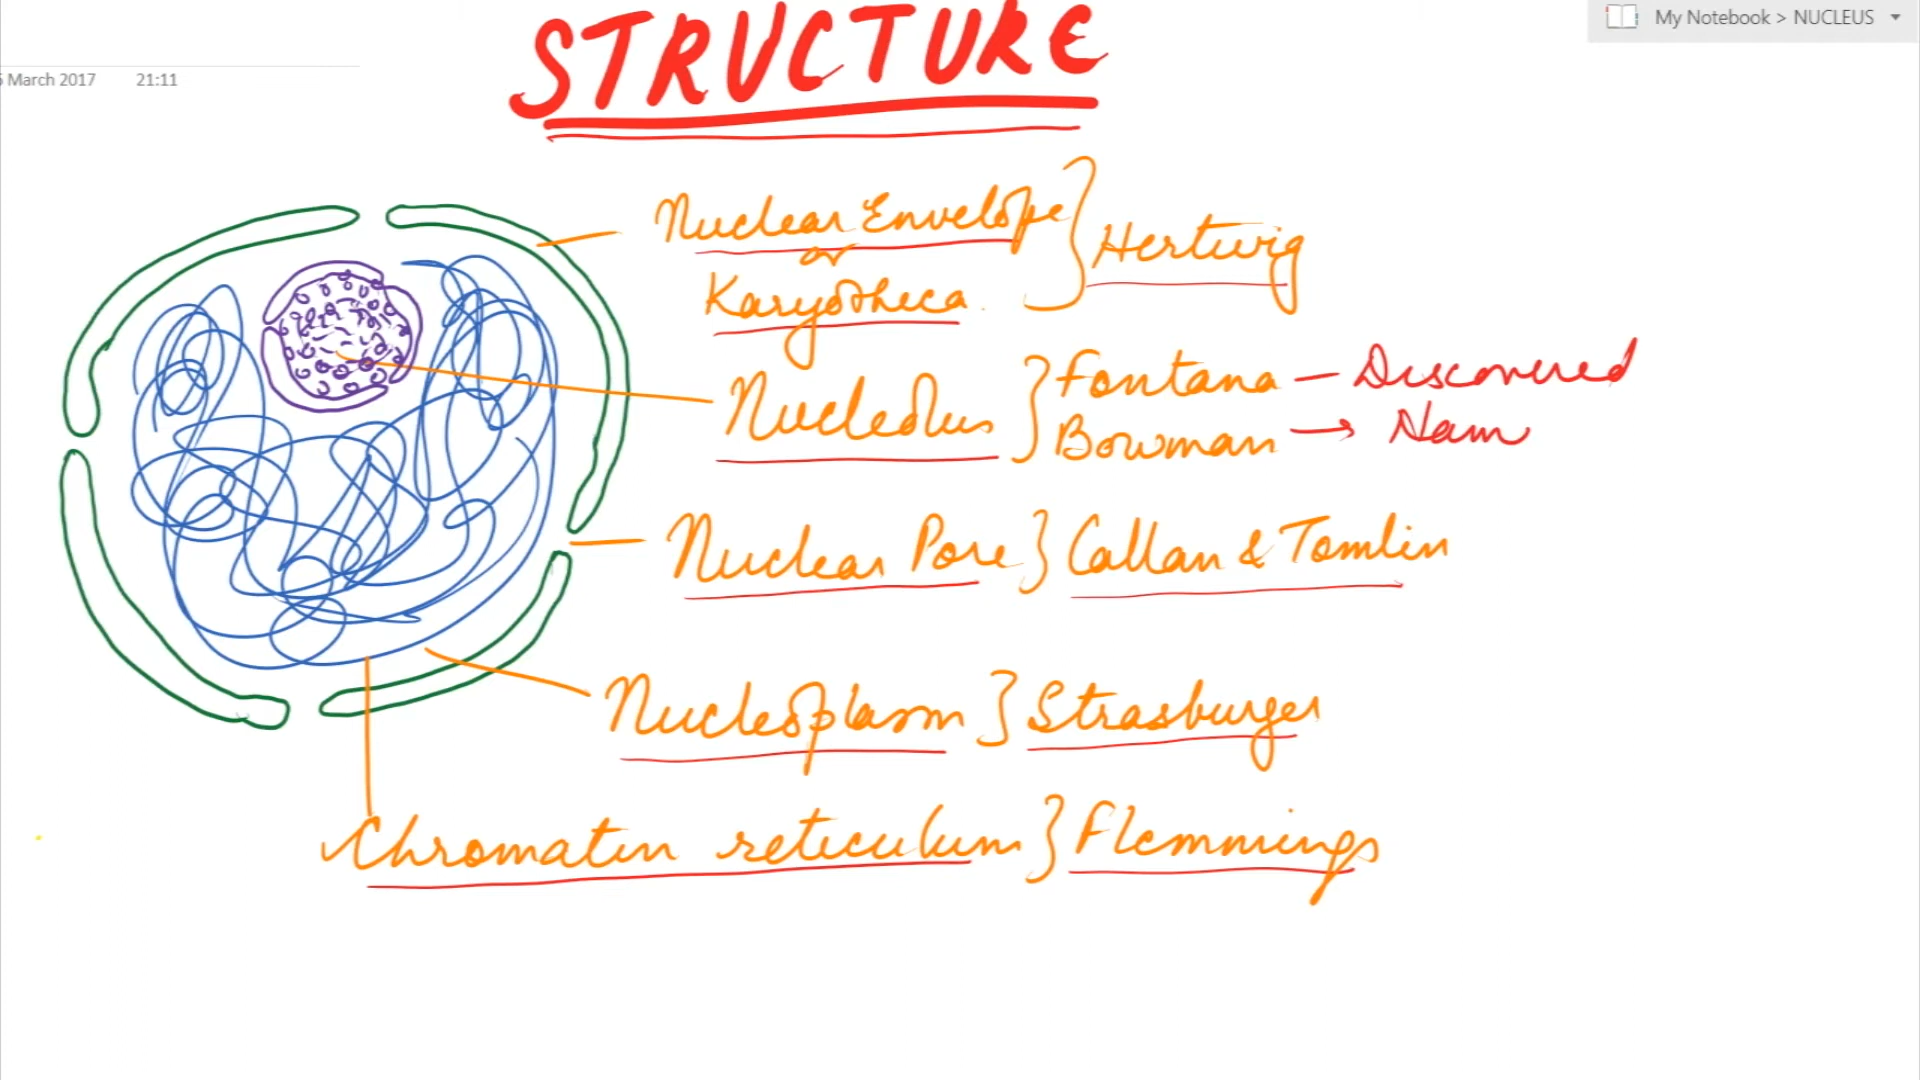 STRUCTURE
My Notebook > NUCLEUS
March 2017 21:11
Nuclear Envelope
or
Karyotheca.
Hertwig
Nucleolus
Fontana - Discovered
Bowman → Nam
Nuclear Pore } Callan & Tomlin
Nucleoplasm } Strasburger
Chromatin reticulum } Flemmings